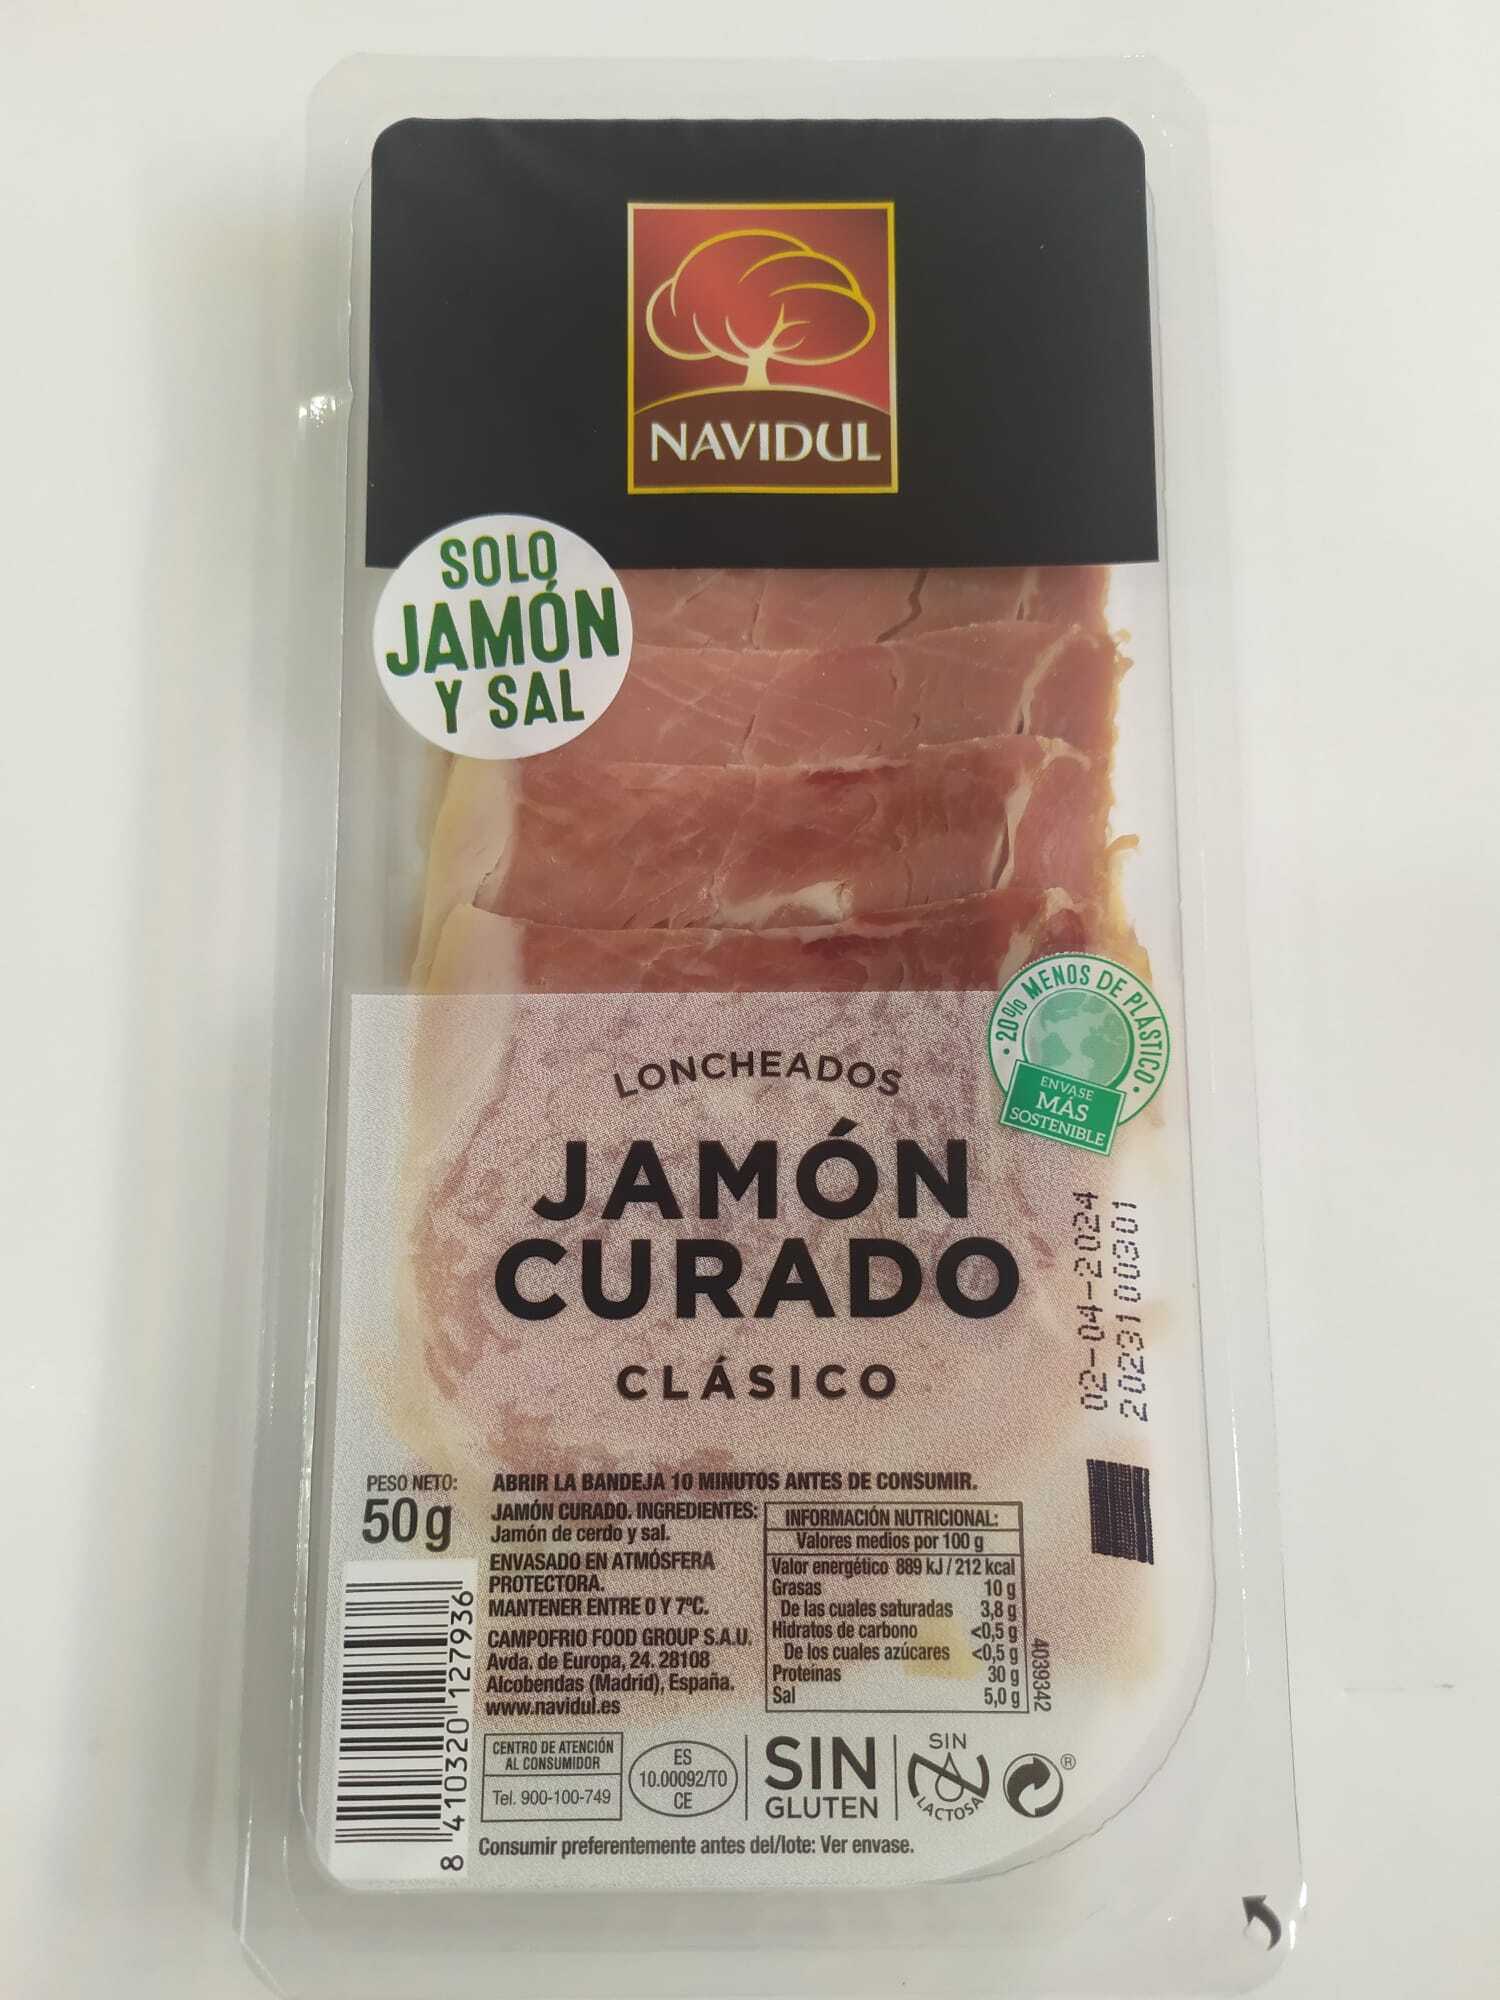 NAVIDUL
SOLO
JAMÓN
Y SAL
20% MENOS DE PLÁSTICO
ENVASE
MÁS
SOSTENIBLE
LONCHEADOS
JAMÓN
CURADO
CLÁSICO
02-04-2024
2023100301
PESO NETO:
50g
ABRIR LA BANDEJA 10 MINUTOS ANTES DE CONSUMIR.
JAMÓN CURADO. INGREDIENTES:
Jamón de cerdo y sal.
ENVASADO EN ATMÓSFERA
PROTECTORA.
MANTENER ENTRE 0 Y 7ºC.
CAMPOFRIO FOOD GROUP S.A.U.
Avda. de Europa, 24. 28108
Alcobendas (Madrid), España.
www.navidul.es
INFORMACIÓN NUTRICIONAL:
Valores medios por 100 g
Valor energético 889 kJ / 212 kcal
Grasas 10 g
De las cuales saturadas 3,8 g
Hidratos de carbono <0,5 g
De los cuales azúcares <0,5 g
Proteínas 30 g
Sal 5,0 g
4039342
8 410320 127936
CENTRO DE ATENCIÓN
AL CONSUMIDOR
Tel. 900-100-749
ES
10.00092/TO
CE
SIN
GLUTEN
SIN
LACTOSA
®
Consumir preferentemente antes del/lote: Ver envase.